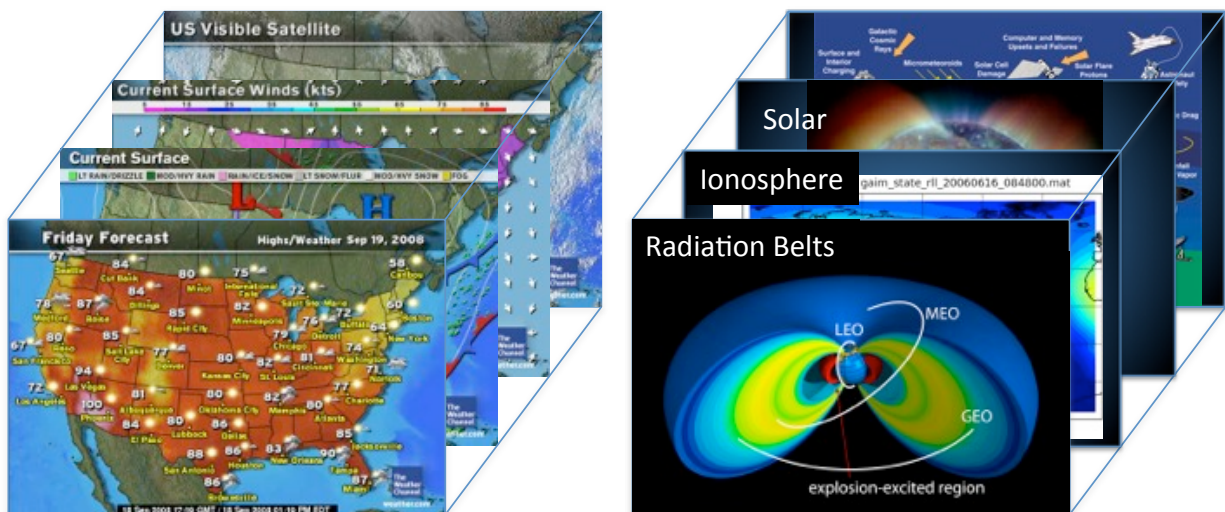 US Visible Satellite
Current Surface Winds (kts)
Current Surface
LT RAIN/DRIZZLE MOD/HVY RAIN RAIN/ICE/SNOW LT SNOW/FLUR MOD/HVY SNOW FOG
L
H
Friday Forecast
Highs/Weather Sep 19, 2008
67
Seattle
84
Cut Bank
80
Minot
75
International Falls
72
Sault Ste-Marie
58
Caribou
78
Medford
87
Boise
84
Billings
85
Rapid City
82
Minneapolis
76
Detroit
72
Buffalo
60
Boston
64
New York
67
San Francisco
80
Reno
85
Salt Lake City
77
Denver
80
Kansas City
82
St. Louis
79
Chicago
81
Cincinnati
74
Washington
71
Norfolk
72
Los Angeles
94
Las Vegas
100
Phoenix
81
Albuquerque
80
Oklahoma City
82
Memphis
77
Charlotte
80
Atlanta
84
El Paso
80
Lubbock
86
Dallas
88
San Antonio
86
Houston
83
New Orleans
85
Jacksonville
90
Tampa
87
Miami
86
Brownsville
The Weather Channel
weather.com
Galactic Cosmic Rays
Surface and Interior Charging
Micrometeoroids
Solar Cell Damage
Computer and Memory Upsets and Failures
Solar Flare Protons
Solar
Ionosphere
gaim_state_rll_20060616_084800.mat
Radiation Belts
LEO
MEO
GEO
explosion-excited region